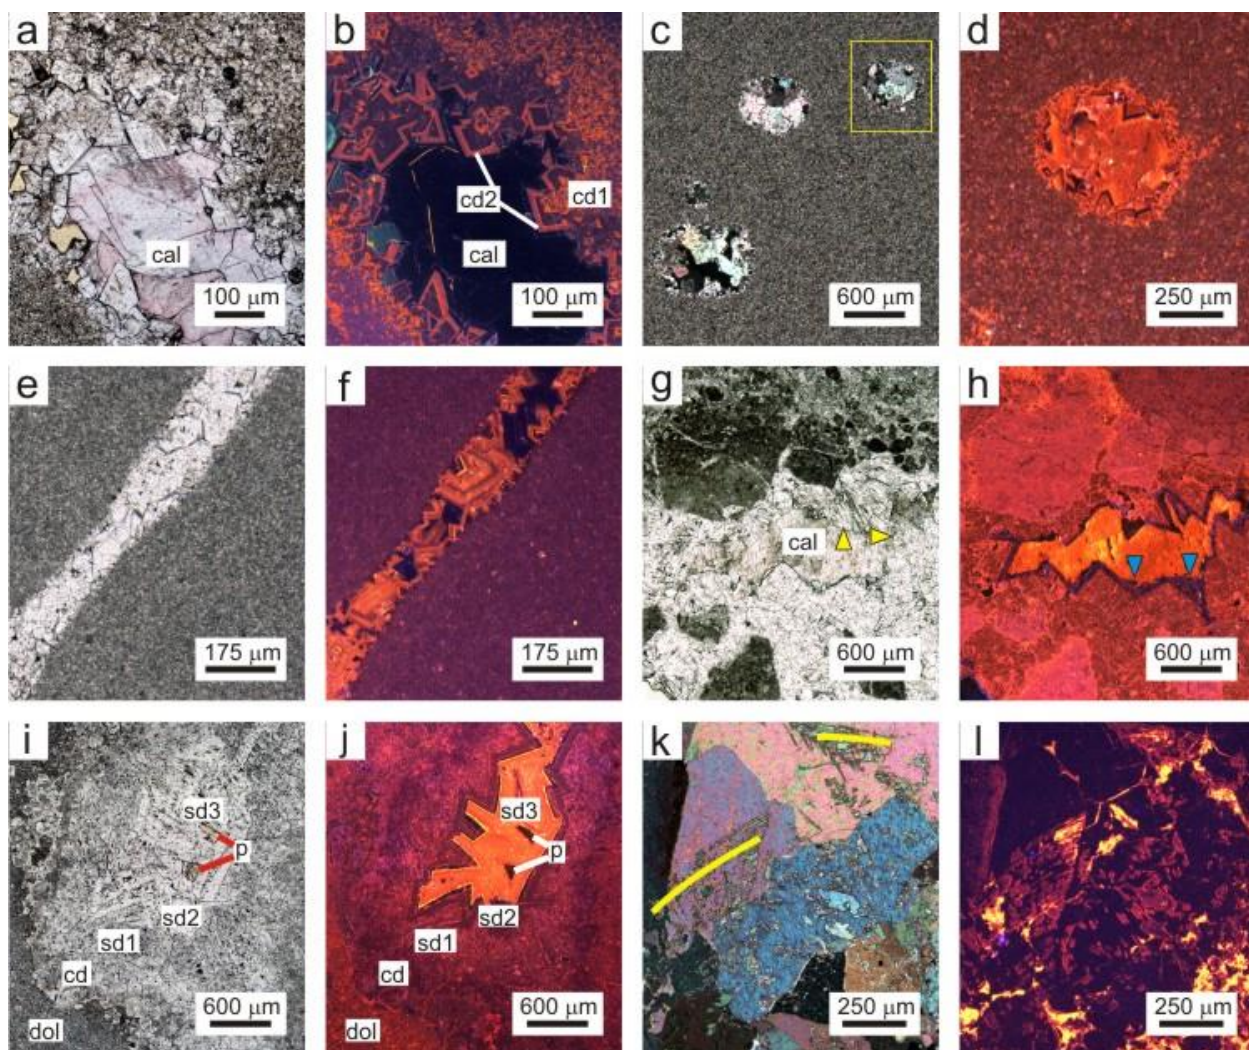 a
cal
100 μm
b
cd2
cd1
cal
100 μm
c
600 μm
d
250 μm
e
175 μm
f
175 μm
g
cal
600 μm
h
600 μm
i
sd3
p
sd2
sd1
cd
600 μm
dol
j
sd3
p
sd2
sd1
cd
600 μm
dol
k
250 μm
l
250 μm